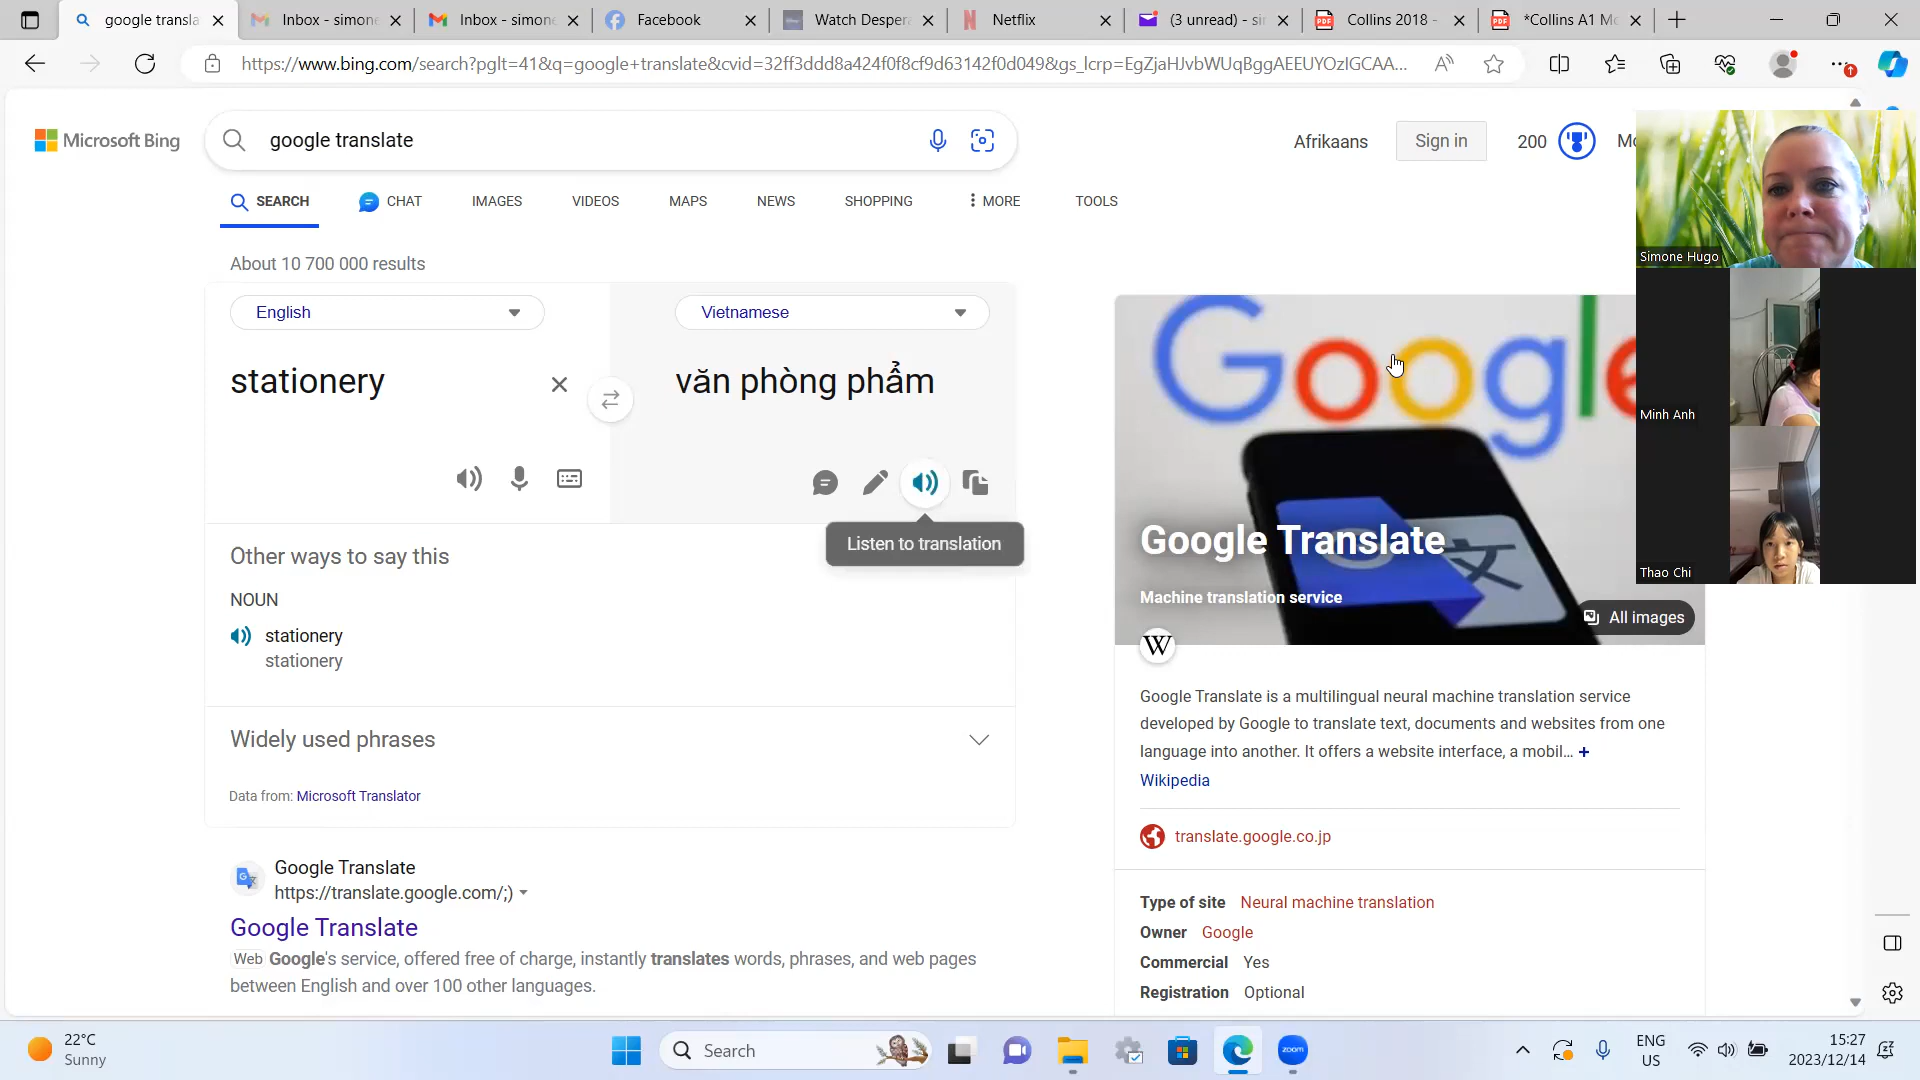 google transla
Inbox - simone
Inbox - simone
Facebook
Watch Despera
Netflix
(3 unread) - si
Collins 2018 -
*Collins A1 Mo
https://www.bing.com/search?pglt=41&q=google+translate&cvid=32ff3ddd8a424f0f8cf9d63142f0d049&gs_lcrp=EgZjaHJvbWUqBggAEEUYOzIGCAA...
Microsoft Bing
google translate
Afrikaans
Sign in
200
SEARCH
CHAT
IMAGES
VIDEOS
MAPS
NEWS
SHOPPING
MORE
TOOLS
About 10 700 000 results
English
Vietnamese
stationery
văn phòng phẩm
Listen to translation
Other ways to say this
NOUN
stationery
stationery
Widely used phrases
Data from: Microsoft Translator
Google Translate
https://translate.google.com/;)
Google Translate
Web Google's service, offered free of charge, instantly translates words, phrases, and web pages
between English and over 100 other languages.
Google
Google Translate
Machine translation service
All images
W
Google Translate is a multilingual neural machine translation service
developed by Google to translate text, documents and websites from one
language into another. It offers a website interface, a mobil... +
Wikipedia
translate.google.co.jp
Type of site Neural machine translation
Owner Google
Commercial Yes
Registration Optional
Simone Hugo
Minh Anh
Thao Chi
22°C
Sunny
Search
zoom
ENG
US
15:27
2023/12/14